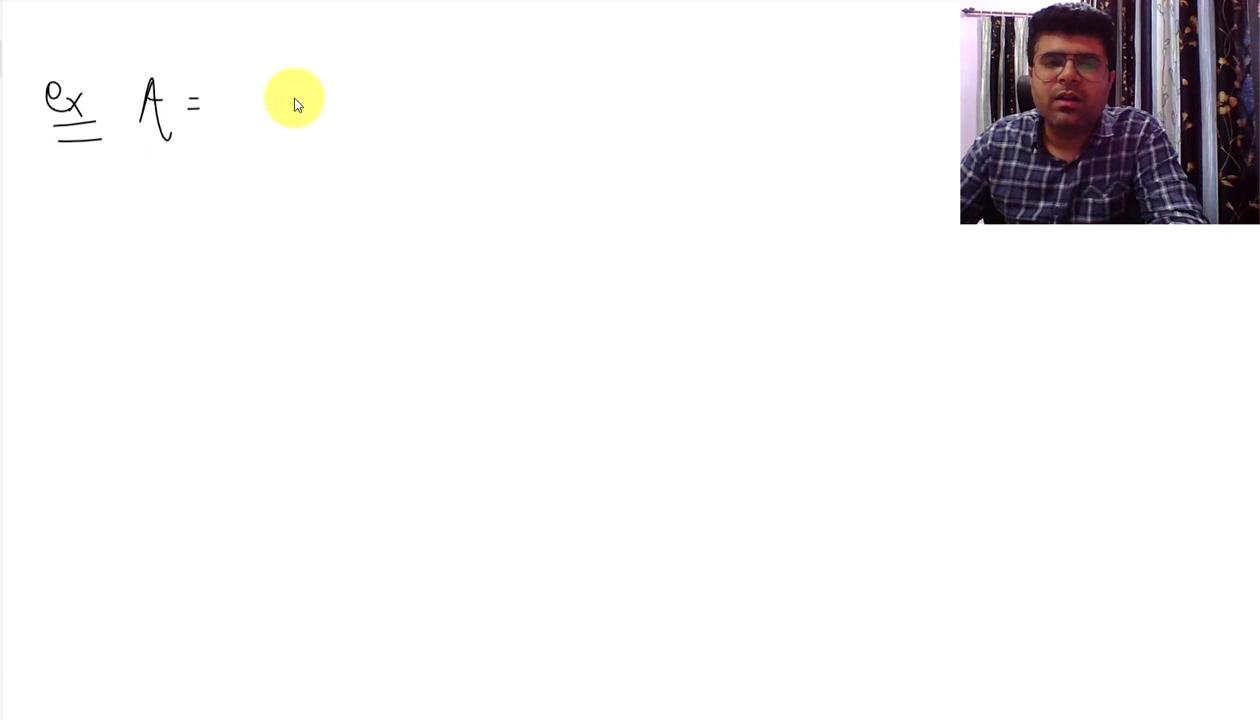 ex A =